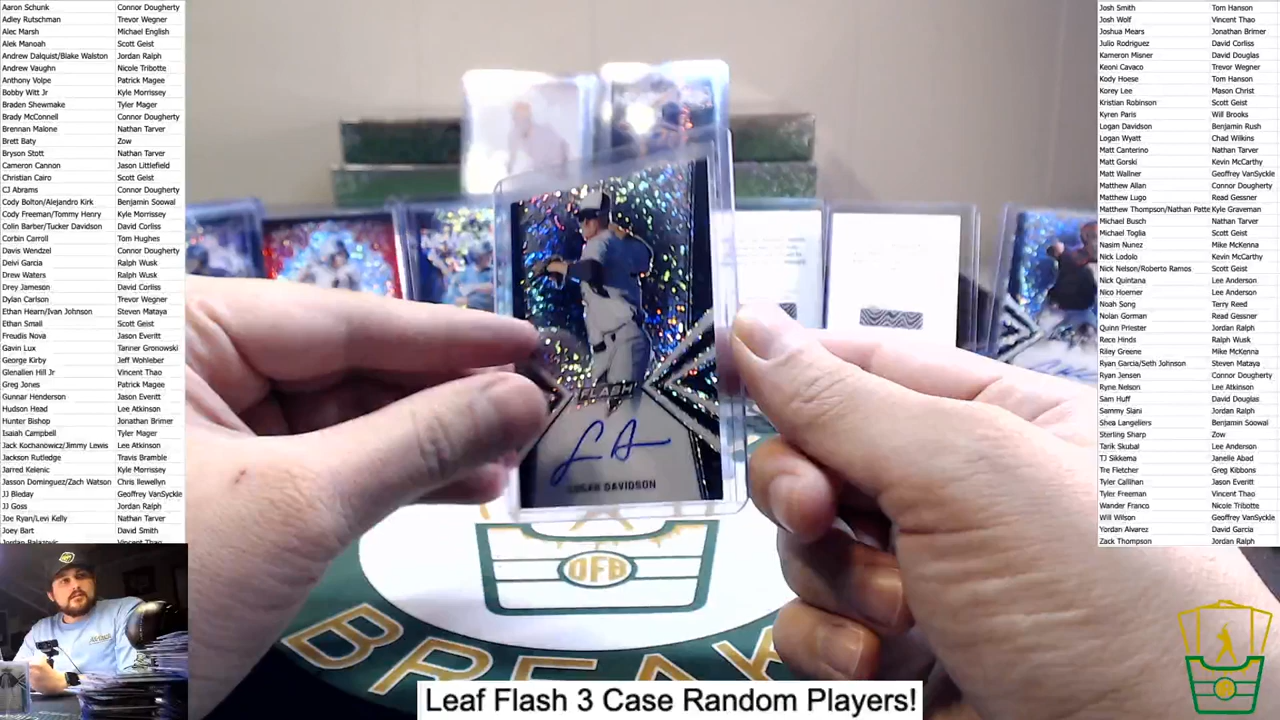 Aaron Schunk Connor Dougherty
Adley Rutschman Trevor Wegner
Alec Marsh Michael English
Alek Manoah Scott Geist
Andrew Dalquist/Blake Walston Jordan Ralph
Andrew Vaughn Nicole Tribotte
Anthony Volpe Patrick Magee
Bobby Witt Jr Kyle Morrissey
Braden Shewmake Tyler Mager
Brady McConnell Connor Dougherty
Brennan Malone Nathan Tarver
Brett Baty Zow
Bryson Stott Nathan Tarver
Cameron Cannon Jason Littlefield
Christian Cairo Scott Geist
CJ Abrams Connor Dougherty
Cody Bolton/Alejandro Kirk Benjamin Soowal
Cody Freeman/Tommy Henry Kyle Morrissey
Colin Barber/Tucker Davidson David Corliss
Corbin Carroll Tom Hughes
Davis Wendzel Connor Dougherty
Deivi Garcia Ralph Wusk
Drew Waters Ralph Wusk
Drey Jameson David Corliss
Dylan Carlson Trevor Wegner
Ethan Hearn/Ivan Johnson Steven Mataya
Ethan Small Scott Geist
Freudis Nova Jason Everitt
Gavin Lux Tanner Gronowski
George Kirby Jeff Wohleber
Glenallen Hill Jr Vincent Thao
Greg Jones Patrick Magee
Gunnar Henderson Jason Everitt
Hudson Head Lee Atkinson
Hunter Bishop Jonathan Brimer
Isaiah Campbell Tyler Mager
Jack Kochanowicz/Jimmy Lewis Lee Atkinson
Jackson Rutledge Travis Bramble
Jarred Kelenic Kyle Morrissey
Jasson Dominguez/Zach Watson Chris llewellyn
JJ Bleday Geoffrey VanSyckle
JJ Goss Jordan Ralph
Joe Ryan/Levi Kelly Nathan Tarver
Joey Bart David Smith
Jordan Balazovic Vincent Thao
Josh Smith Tom Hanson
Josh Wolf Vincent Thao
Joshua Mears Jonathan Brimer
Julio Rodriguez David Corliss
Kameron Misner David Douglas
Keoni Cavaco Trevor Wegner
Kody Hoese Tom Hanson
Korey Lee Mason Christ
Kristian Robinson Scott Geist
Kyren Paris Will Brooks
Logan Davidson Benjamin Rush
Logan Wyatt Chad Wilkins
Matt Canterino Nathan Tarver
Matt Gorski Kevin McCarthy
Matt Wallner Geoffrey VanSyckle
Matthew Allan Connor Dougherty
Matthew Lugo Read Gessner
Matthew Thompson/Nathan Patte Kyle Graveman
Michael Busch Nathan Tarver
Michael Toglia Scott Geist
Nasim Nunez Mike McKenna
Nick Lodolo Kevin McCarthy
Nick Nelson/Roberto Ramos Scott Geist
Nick Quintana Lee Anderson
Nico Hoerner Lee Anderson
Noah Song Terry Reed
Nolan Gorman Read Gessner
Quinn Priester Jordan Ralph
Rece Hinds Ralph Wusk
Riley Greene Mike McKenna
Ryan Garcia/Seth Johnson Steven Mataya
Ryan Jensen Connor Dougherty
Ryne Nelson Lee Atkinson
Sam Huff David Douglas
Sammy Siani Jordan Ralph
Shea Langeliers Benjamin Soowal
Sterling Sharp Zow
Tarik Skubal Lee Anderson
TJ Sikkema Janelle Abad
Tre Fletcher Greg Kibbons
Tyler Callihan Jason Everitt
Tyler Freeman Vincent Thao
Wander Franco Nicole Tribotte
Will Wilson Geoffrey VanSyckle
Yordan Alvarez David Garcia
Zack Thompson Jordan Ralph
LEAF
DAVIDSON
OFB
BREAK
Leaf Flash 3 Case Random Players!